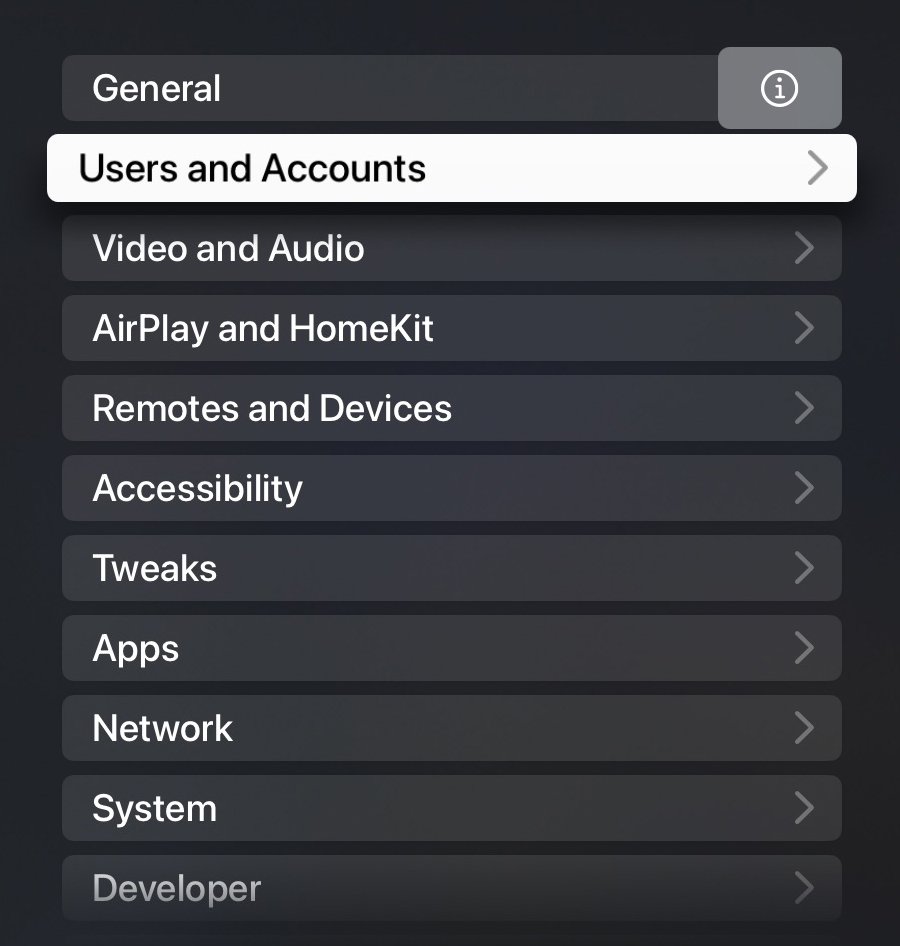 General
Users and Accounts
Video and Audio
AirPlay and HomeKit
Remotes and Devices
Accessibility
Tweaks
Apps
Network
System
Developer